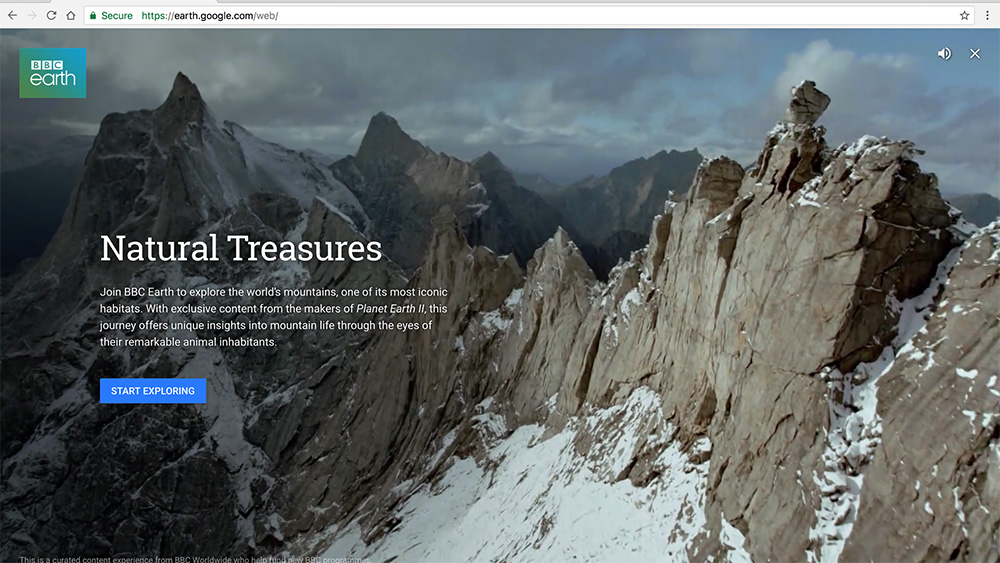 Secure https://earth.google.com/web/
BBC
earth
Natural Treasures
Join BBC Earth to explore the world's mountains, one of its most iconic
habitats. With exclusive content from the makers of Planet Earth II, this
journey offers unique insights into mountain life through the eyes of
their remarkable animal inhabitants.
START EXPLORING
This is a curated content experience from BBC Worldwide who help fund new BBC programmes.